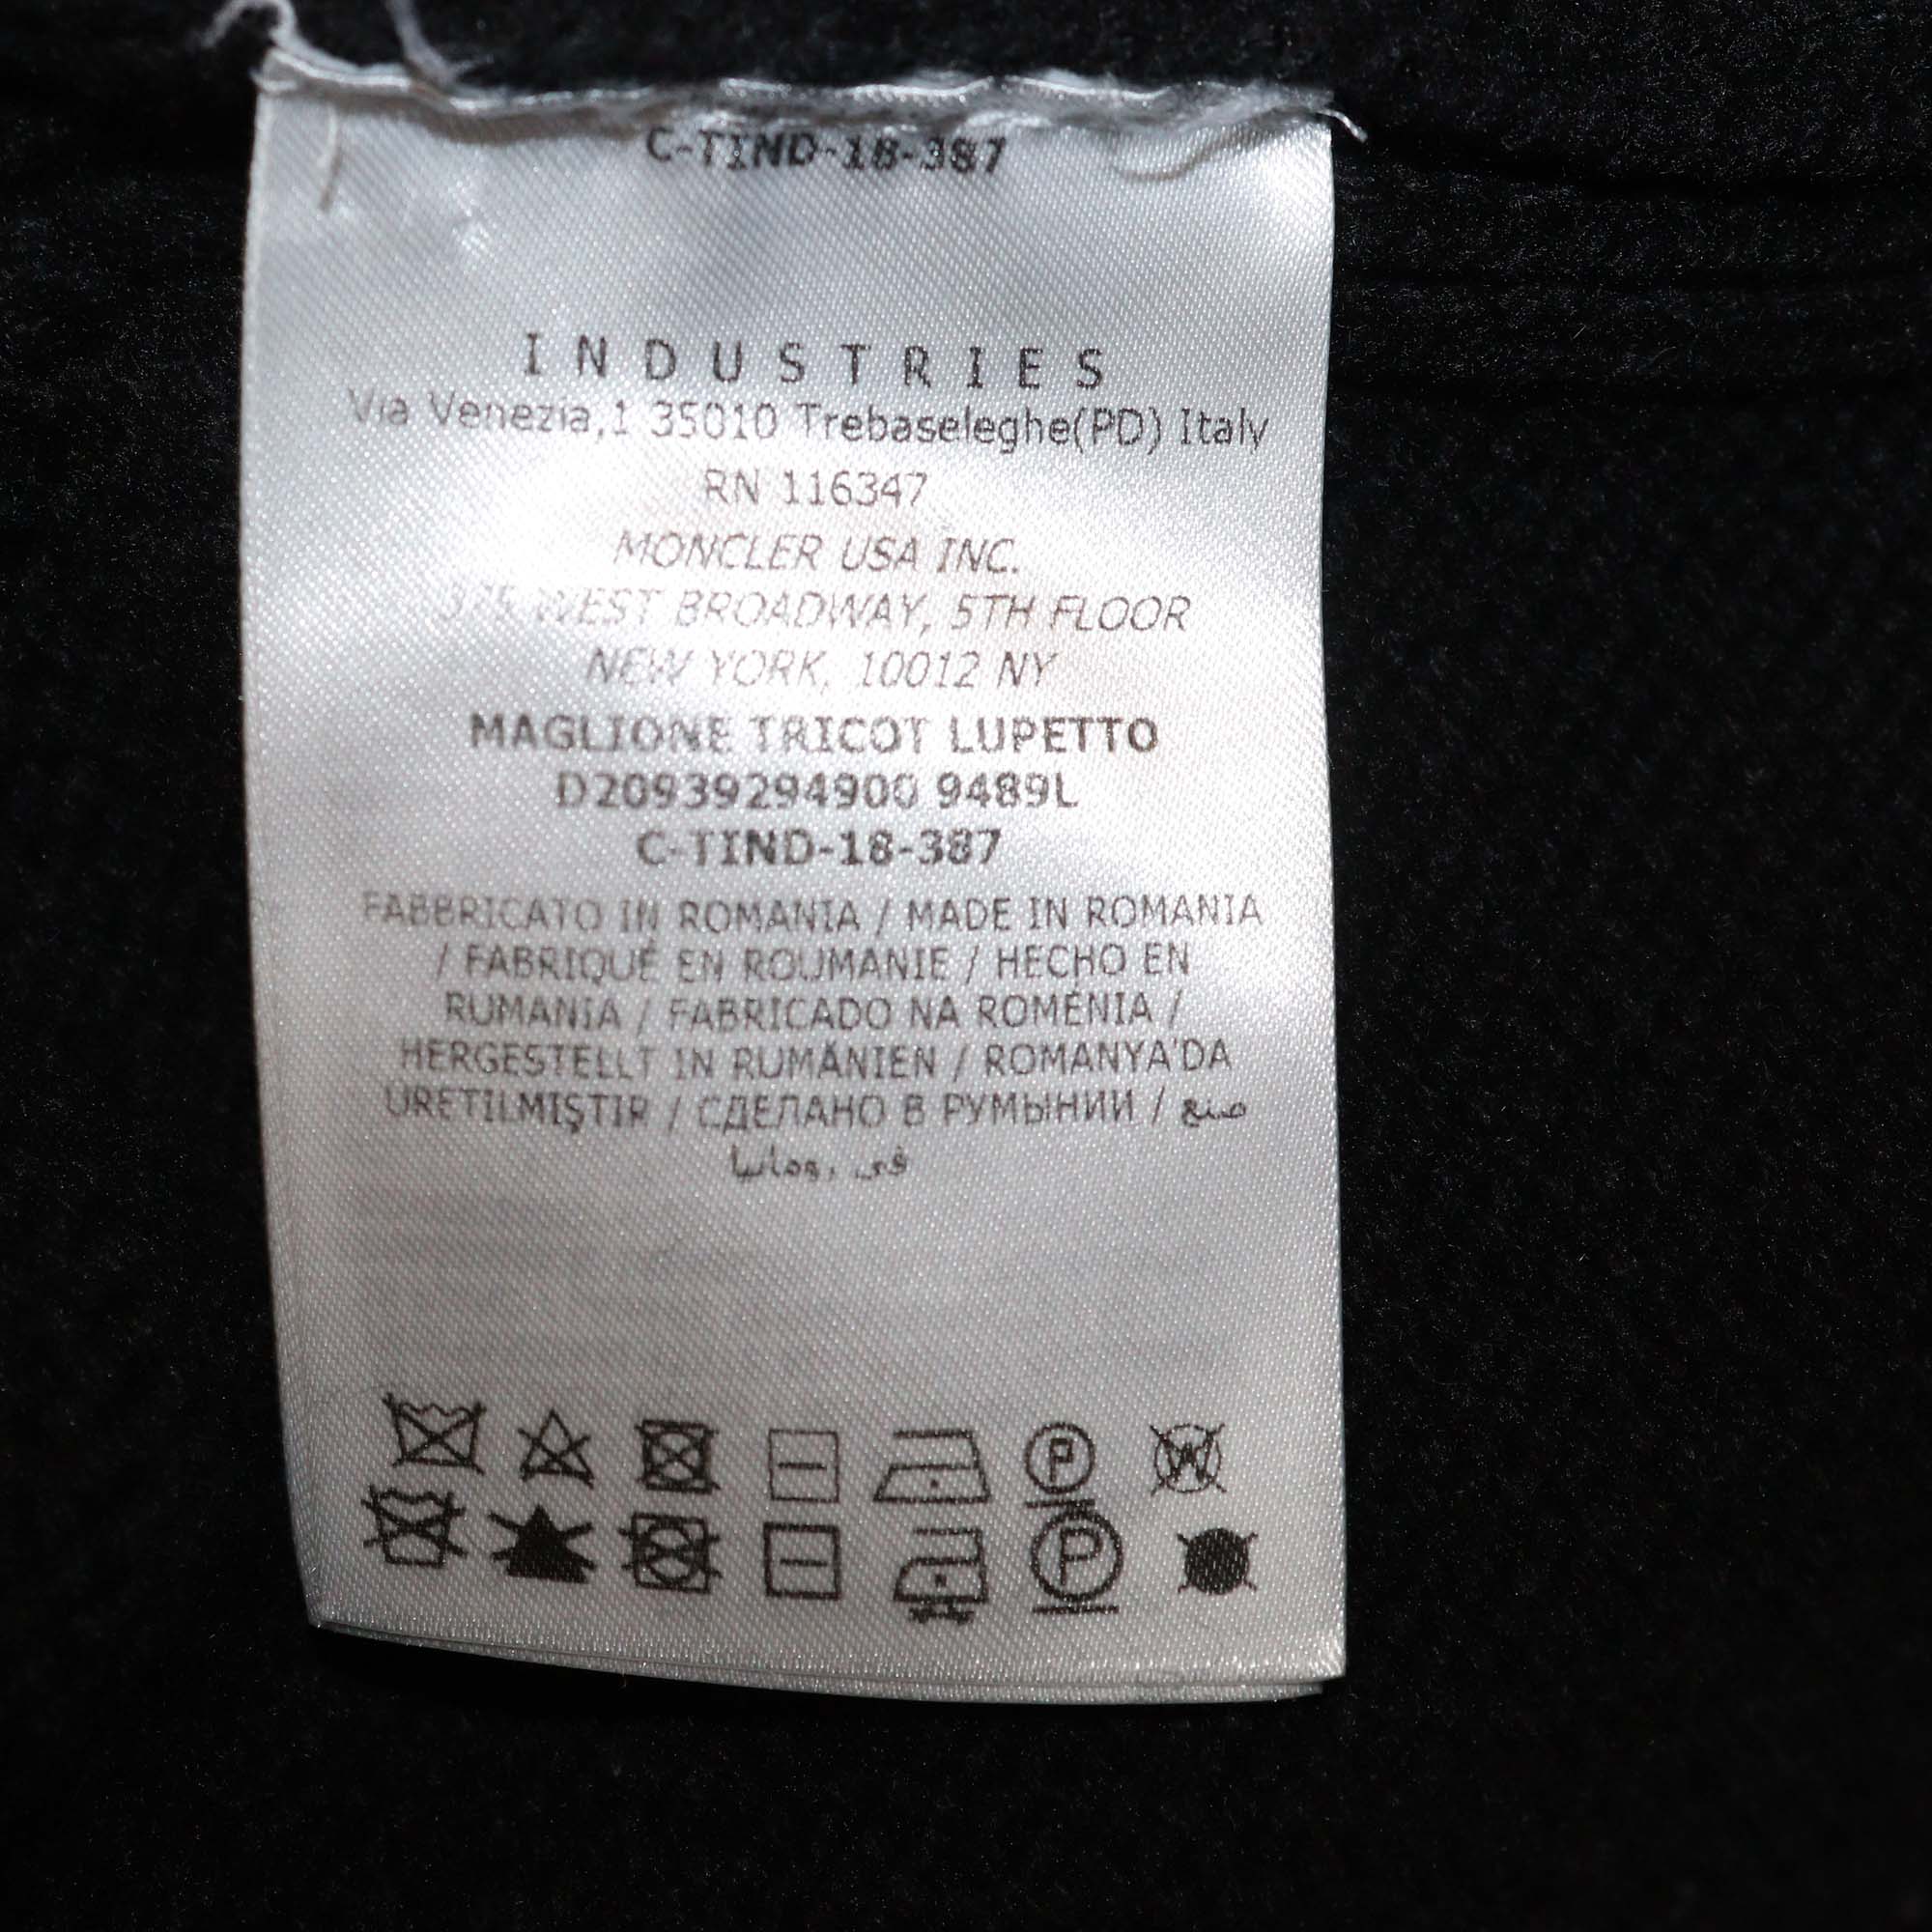 C-TIND-18-387
INDUSTRIES
Via Venezia,1 35010 Trebaseleghe(PD) Italy
RN 116347
MONCLER USA INC.
375 WEST BROADWAY, 5TH FLOOR
NEW YORK, 10012 NY
MAGLIONE TRICOT LUPETTO
D20939294900 9489L
C-TIND-18-387
FABBRICATO IN ROMANIA / MADE IN ROMANIA
/ FABRIQUÉ EN ROUMANIE / HECHO EN
RUMANIA / FABRICADO NA ROMÉNIA /
HERGESTELLT IN RUMÄNIEN / ROMANYA'DA
ÜRETILMIŞTIR / СДЕЛАНО В РУМЫНИИ / صنع
في رومانيا
P W
P